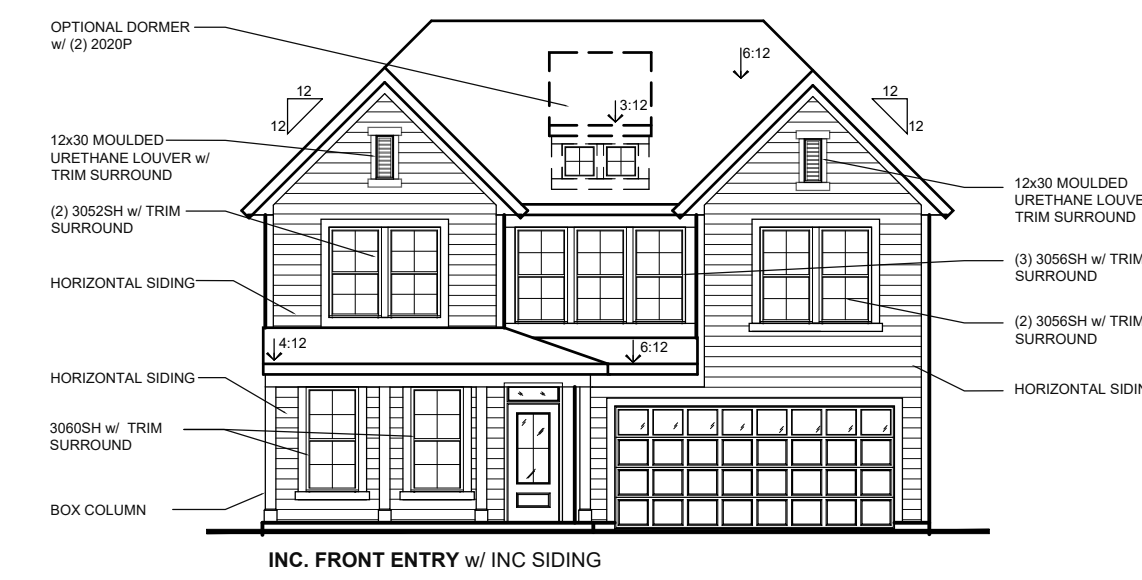 OPTIONAL DORMER
w/ (2) 2020P
6:12
3:12
12
12
12
12
12x30 MOULDED
URETHANE LOUVER w/
TRIM SURROUND
(2) 3052SH w/ TRIM
SURROUND
HORIZONTAL SIDING
4:12
6:12
HORIZONTAL SIDING
3060SH w/ TRIM
SURROUND
BOX COLUMN
12x30 MOULDED
URETHANE LOUVE
TRIM SURROUND
(3) 3056SH w/ TRIM
SURROUND
(2) 3056SH w/ TRIM
SURROUND
HORIZONTAL SIDIN
INC. FRONT ENTRY w/ INC SIDING